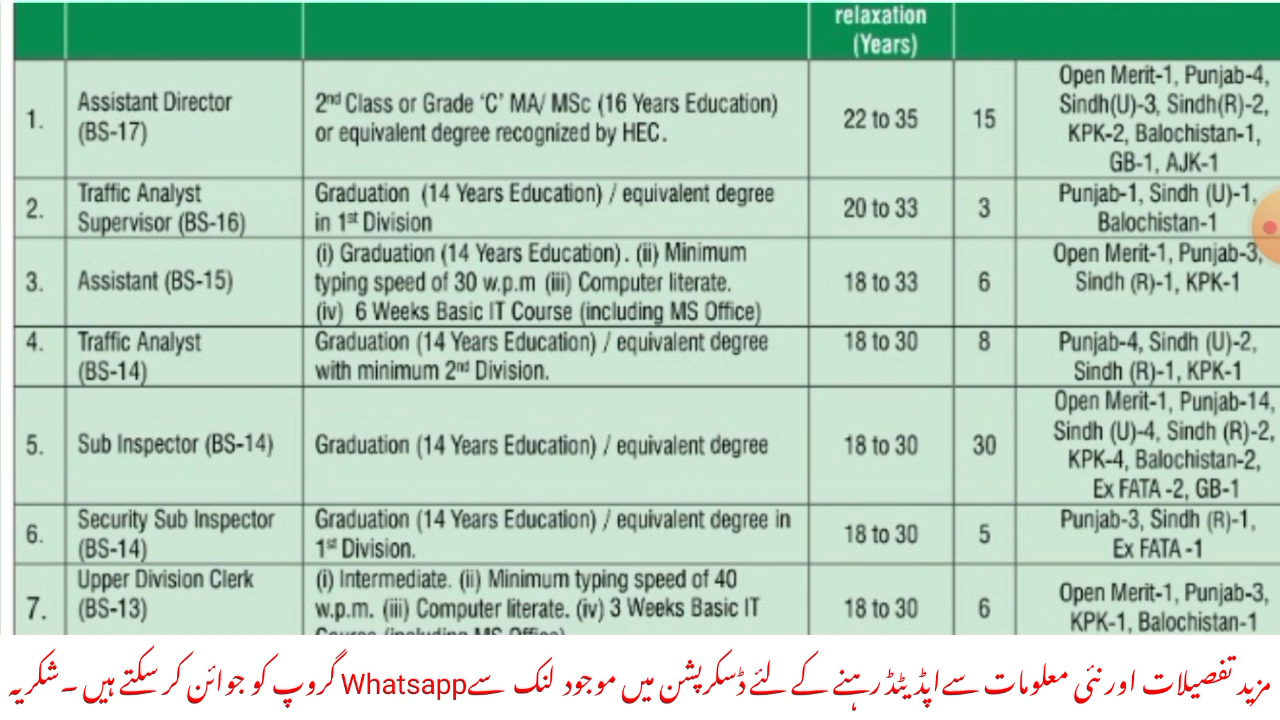 relaxation
(Years)
1.
Assistant Director
(BS-17)
2nd Class or Grade ‘C’ MA/ MSc (16 Years Education)
or equivalent degree recognized by HEC.
22 to 35
15
Open Merit-1, Punjab-4,
Sindh(U)-3, Sindh(R)-2,
KPK-2, Balochistan-1,
GB-1, AJK-1
2.
Traffic Analyst
Supervisor (BS-16)
Graduation (14 Years Education) / equivalent degree
in 1st Division
20 to 33
3
Punjab-1, Sindh (U)-1,
Balochistan-1
3.
Assistant (BS-15)
(i) Graduation (14 Years Education). (ii) Minimum
typing speed of 30 w.p.m (iii) Computer literate.
(iv) 6 Weeks Basic IT Course (including MS Office)
18 to 33
6
Open Merit-1, Punjab-3,
Sindh (R)-1, KPK-1
4.
Traffic Analyst
(BS-14)
Graduation (14 Years Education) / equivalent degree
with minimum 2nd Division.
18 to 30
8
Punjab-4, Sindh (U)-2,
Sindh (R)-1, KPK-1
5.
Sub Inspector (BS-14)
Graduation (14 Years Education) / equivalent degree
18 to 30
30
Open Merit-1, Punjab-14,
Sindh (U)-4, Sindh (R)-2,
KPK-4, Balochistan-2,
Ex FATA -2, GB-1
6.
Security Sub Inspector
(BS-14)
Graduation (14 Years Education) / equivalent degree in
1st Division.
18 to 30
5
Punjab-3, Sindh (R)-1,
Ex FATA -1
7.
Upper Division Clerk
(BS-13)
(i) Intermediate. (ii) Minimum typing speed of 40
w.p.m. (iii) Computer literate. (iv) 3 Weeks Basic IT
Course (including MS Office)
18 to 30
6
Open Merit-1, Punjab-3,
KPK-1, Balochistan-1
مزید تفصیلات اور نئی معلومات سے اپڈیٹڈ رہنے کے لئے ڈسکرپشن میں موجود لنک سے Whatsapp گروپ کو جوائن کر سکتے ہیں ۔ شکریہ